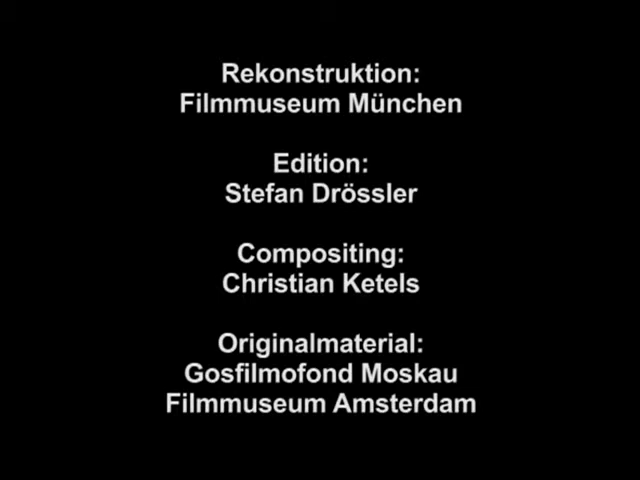 Rekonstruktion:
Filmmuseum München
Edition:
Stefan Drössler
Compositing:
Christian Ketels
Originalmaterial:
Gosfilmofond Moskau
Filmmuseum Amsterdam